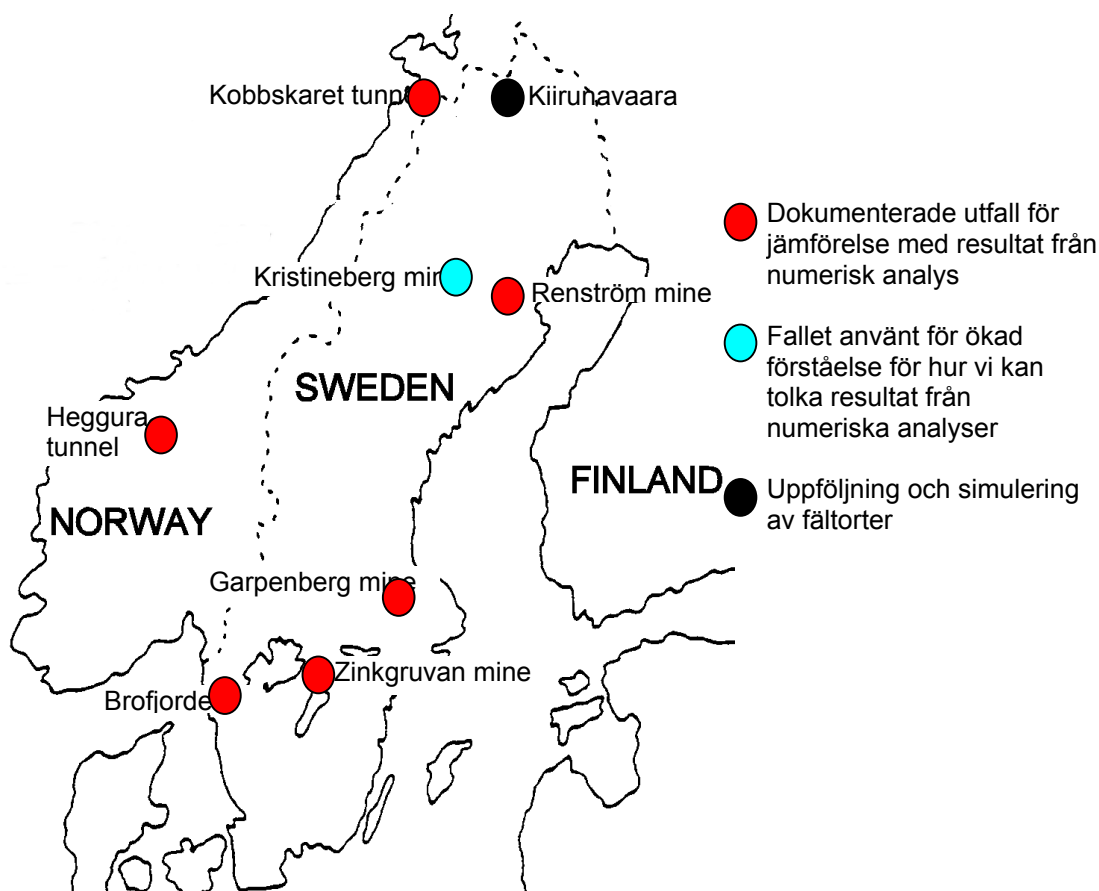 Kobbskaret tunne
Kiirunavaara
Dokumenterade utfall för
jämförelse med resultat från
numerisk analys
Kristineberg min
Renström mine
Fallet använt för ökad
förståelse för hur vi kan
tolka resultat från
numeriska analyser
SWEDEN
Heggura
tunnel
FINLAND
Uppföljning och simulering
av fältorter
NORWAY
Garpenberg mine
Zinkgruvan mine
Brofjorde